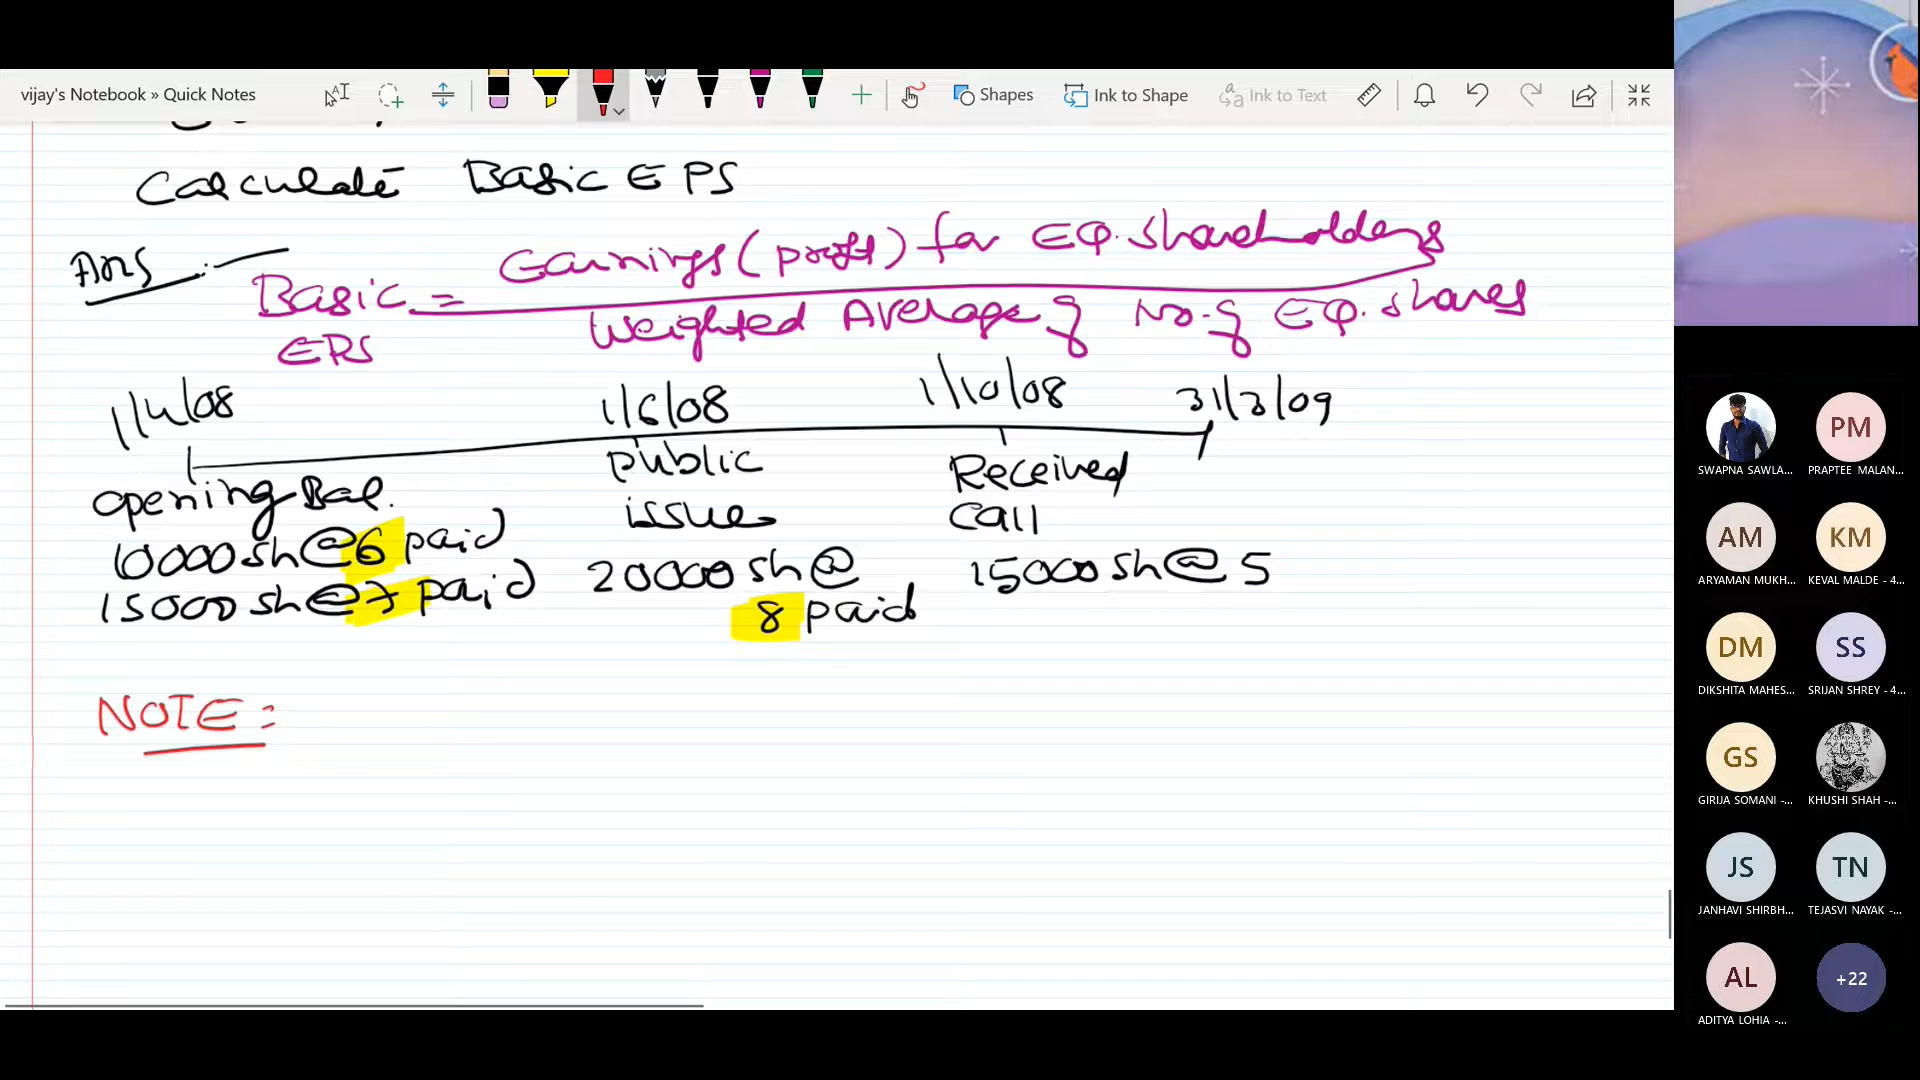 vijay's Notebook » Quick Notes
Shapes
Ink to Shape
Ink to Text
Calculate Basic EPS
Ans :-
Basic EPS = Earnings (profit) for EQ. shareholders
Weighted Average of No. of EQ. shares
1/4/08 1/6/08 1/10/08 31/3/09
opening Bal. public issue Received call
10000 sh @ 6 paid
15000 sh @ 7 paid
20000 sh @ 8 paid
15000 sh @ 5
NOTE :
SWAPNA SAWLA...
PM
PRAPTEE MALAN...
AM
ARYAMAN MUKH...
KM
KEVAL MALDE - 4...
DM
DIKSHITA MAHES...
SS
SRIJAN SHREY - 4...
GS
GIRIJA SOMANI -...
KHUSHI SHAH -...
JS
JANHAVI SHIRBH...
TN
TEJASVI NAYAK -...
AL
ADITYA LOHIA -...
+22